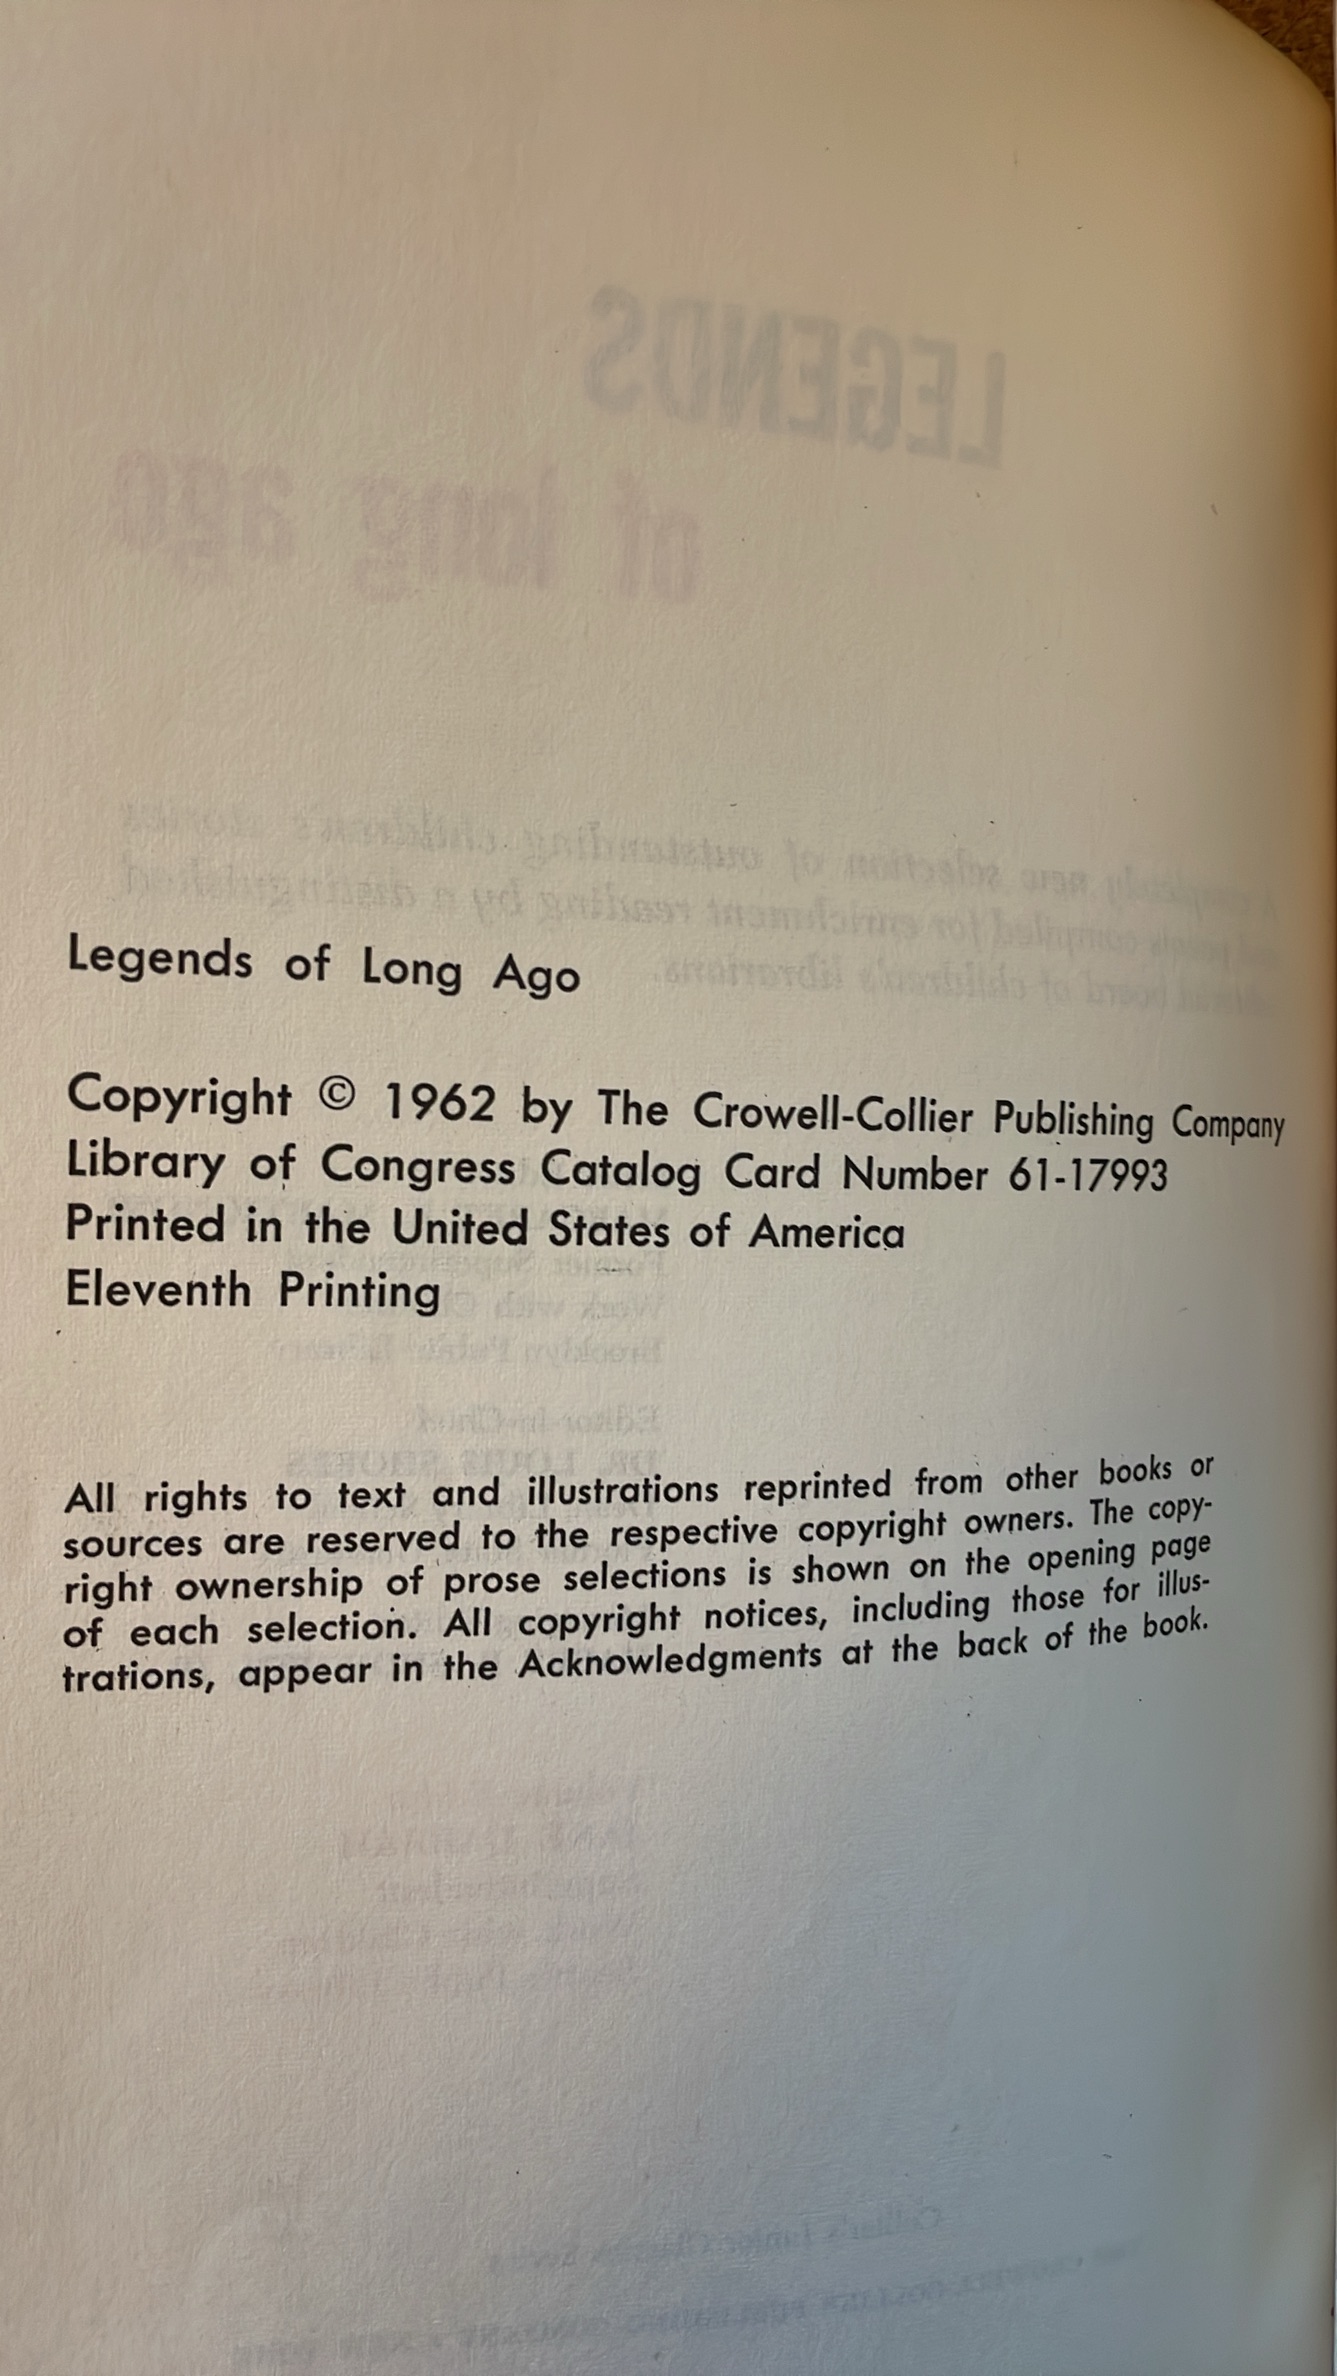 LEGENDS
of long ago
Legends of Long Ago
Copyright © 1962 by The Crowell-Collier Publishing Company
Library of Congress Catalog Card Number 61-17993
Printed in the United States of America
Eleventh Printing
All rights to text and illustrations reprinted from other books or
sources are reserved to the respective copyright owners. The copy-
right ownership of prose selections is shown on the opening page
of each selection. All copyright notices, including those for illus-
trations, appear in the Acknowledgments at the back of the book.